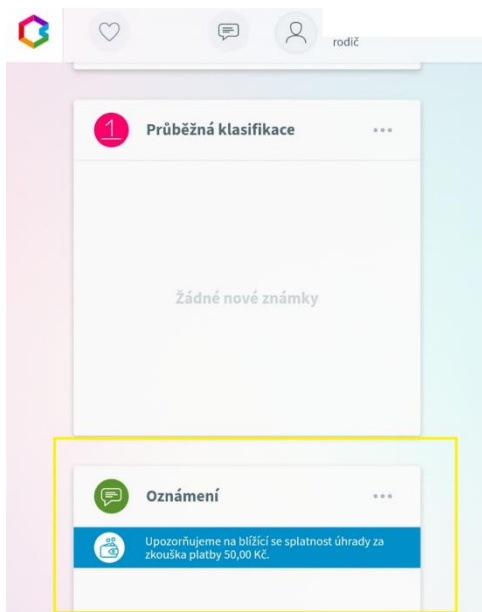 rodič
1
Průběžná klasifikace
Žádné nové známky
Oznámení
Upozorňujeme na blížící se splatnost úhrady za
zkouška platby 50,00 Kč.